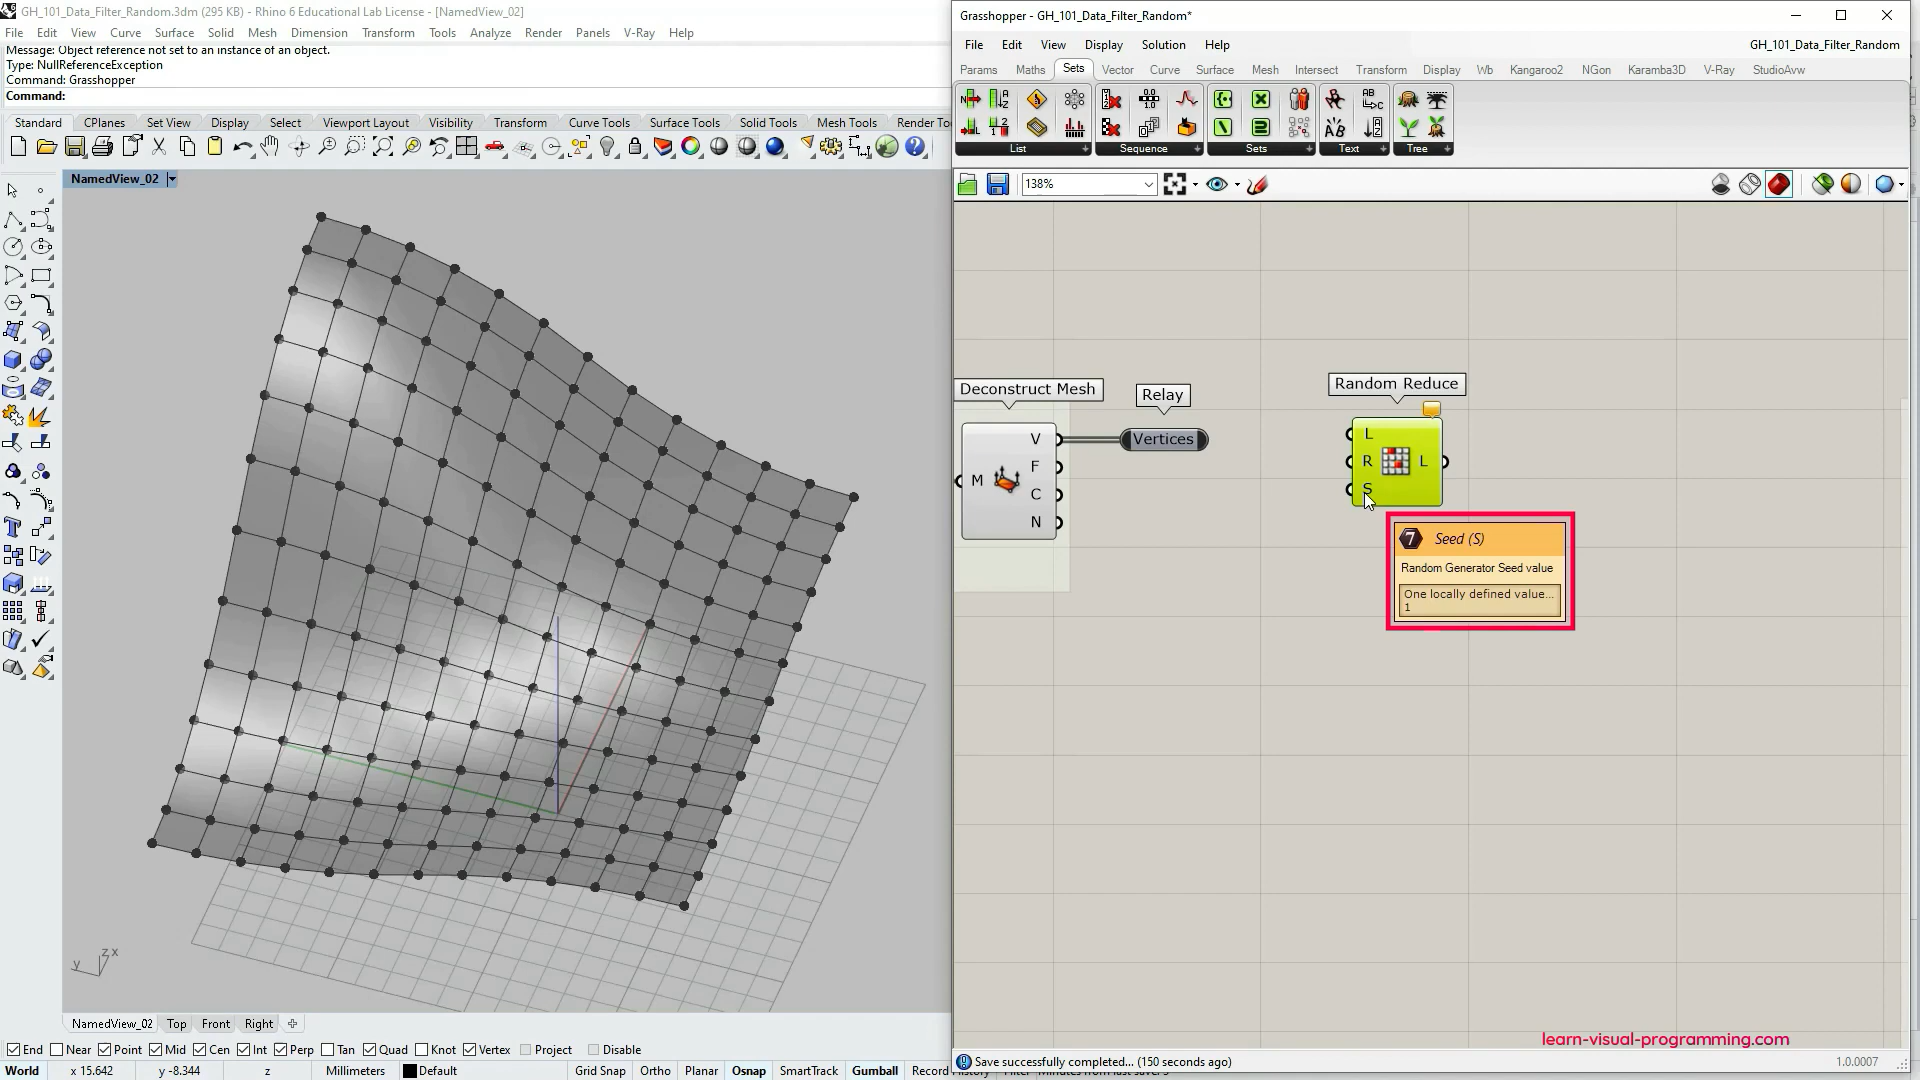 GH_101_Data_Filter_Random.3dm (295 KB) - Rhino 6 Educational Lab License - [NamedView_02]
File Edit View Curve Surface Solid Mesh Dimension Transform Tools Analyze Render Panels V-Ray Help
Message: Object reference not set to an instance of an object.
Type: NullReferenceException
Command: Grasshopper
Command:
Standard CPlanes Set View Display Select Viewport Layout Visibility Transform Curve Tools Surface Tools Solid Tools Mesh Tools Render To
NamedView_02
y z x
NamedView_02 Top Front Right
End Near Point Mid Cen Int Perp Tan Quad Knot Vertex Project Disable
World x 15.642 y -8.344 z Millimeters Default Grid Snap Ortho Planar Osnap SmartTrack Gumball Record
Grasshopper - GH_101_Data_Filter_Random*
File Edit View Display Solution Help GH_101_Data_Filter_Random
Params Maths Sets Vector Curve Surface Mesh Intersect Transform Display Wb Kangaroo2 NGon Karamba3D V-Ray StudioAvw
List Sequence Sets Text Tree
138%
Deconstruct Mesh
M V F C N
Relay
Vertices
Random Reduce
L R S L
7 Seed (S)
Random Generator Seed value
One locally defined value...
1
learn-visual-programming.com
Save successfully completed... (150 seconds ago) 1.0.0007